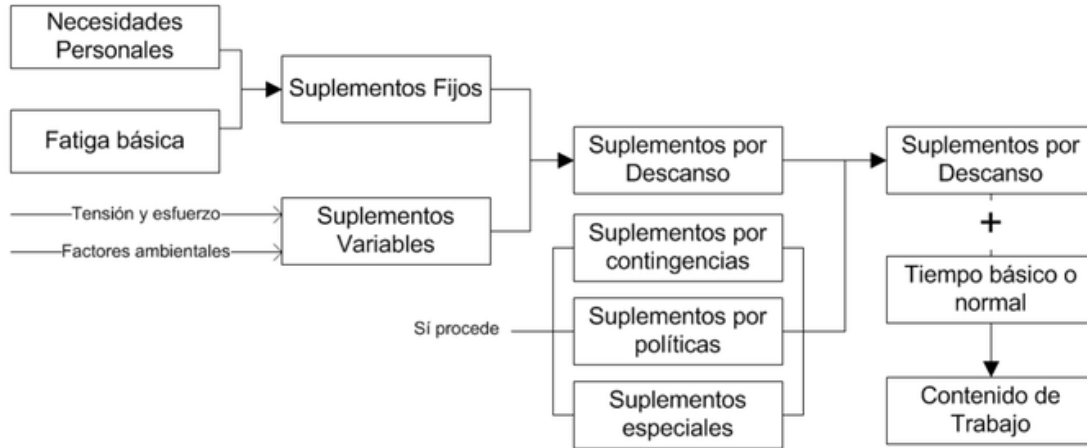 Necesidades
Personales
Fatiga básica
Suplementos Fijos
Tensión y esfuerzo
Factores ambientales
Suplementos
Variables
Suplementos por
Descanso
Suplementos por
contingencias
Sí procede
Suplementos por
políticas
Suplementos
especiales
Suplementos por
Descanso
+
Tiempo básico o
normal
Contenido de
Trabajo